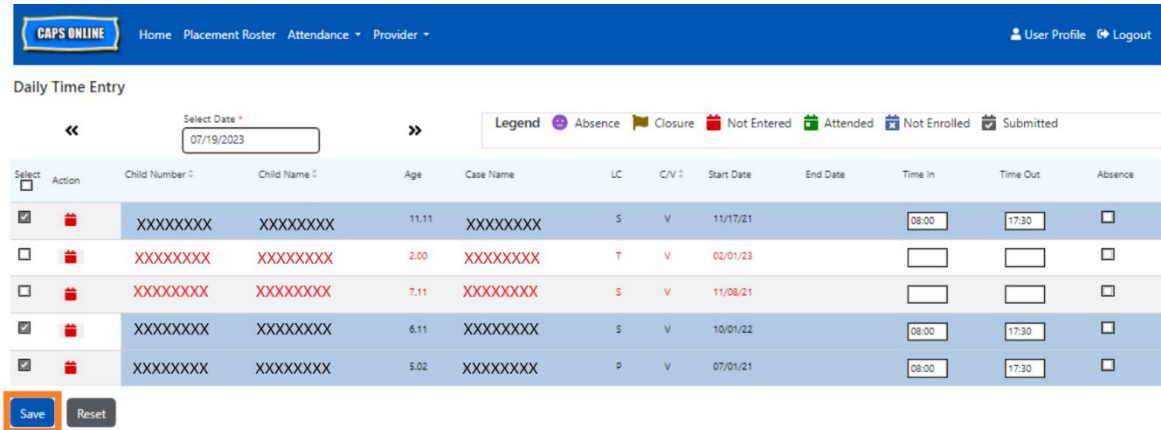 CAPS ONLINE Home Placement Roster Attendance Provider User Profile Logout
Daily Time Entry
Select Date *
07/19/2023
Legend Absence Closure Not Entered Attended Not Enrolled Submitted
Select Action Child Number Child Name Age Case Name LC C/V Start Date End Date Time In Time Out Absence
XXXXXXXX XXXXXXXX 11.11 XXXXXXXX S V 11/17/21 08:00 17:30
XXXXXXXX XXXXXXXX 2.00 XXXXXXXX T V 02/01/23
XXXXXXXX XXXXXXXX 7.11 XXXXXXXX S V 11/08/21
XXXXXXXX XXXXXXXX 6.11 XXXXXXXX S V 10/01/22 08:00 17:30
XXXXXXXX XXXXXXXX 5.02 XXXXXXXX P V 07/01/21 08:00 17:30
Save Reset